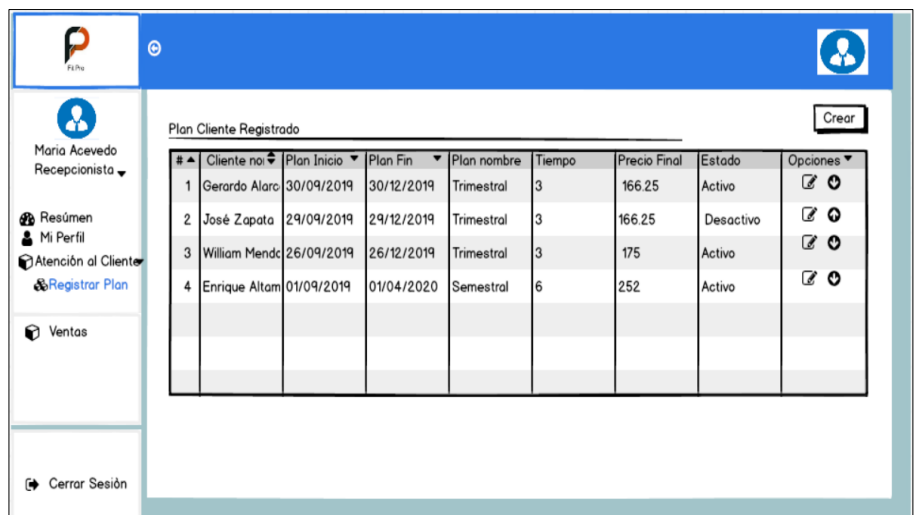 Fit Pro
Maria Acevedo
Recepcionista
Resúmen
Mi Perfil
Atención al Cliente
Registrar Plan
Ventas
Cerrar Sesión
Crear
Plan Cliente Registrado
# Cliente no Plan Inicio Plan Fin Plan nombre Tiempo Precio Final Estado Opciones
1 Gerardo Alarc 30/09/2019 30/12/2019 Trimestral 3 166.25 Activo
2 José Zapata 29/09/2019 29/12/2019 Trimestral 3 166.25 Desactivo
3 William Mendo 26/09/2019 26/12/2019 Trimestral 3 175 Activo
4 Enrique Altam 01/09/2019 01/04/2020 Semestral 6 252 Activo